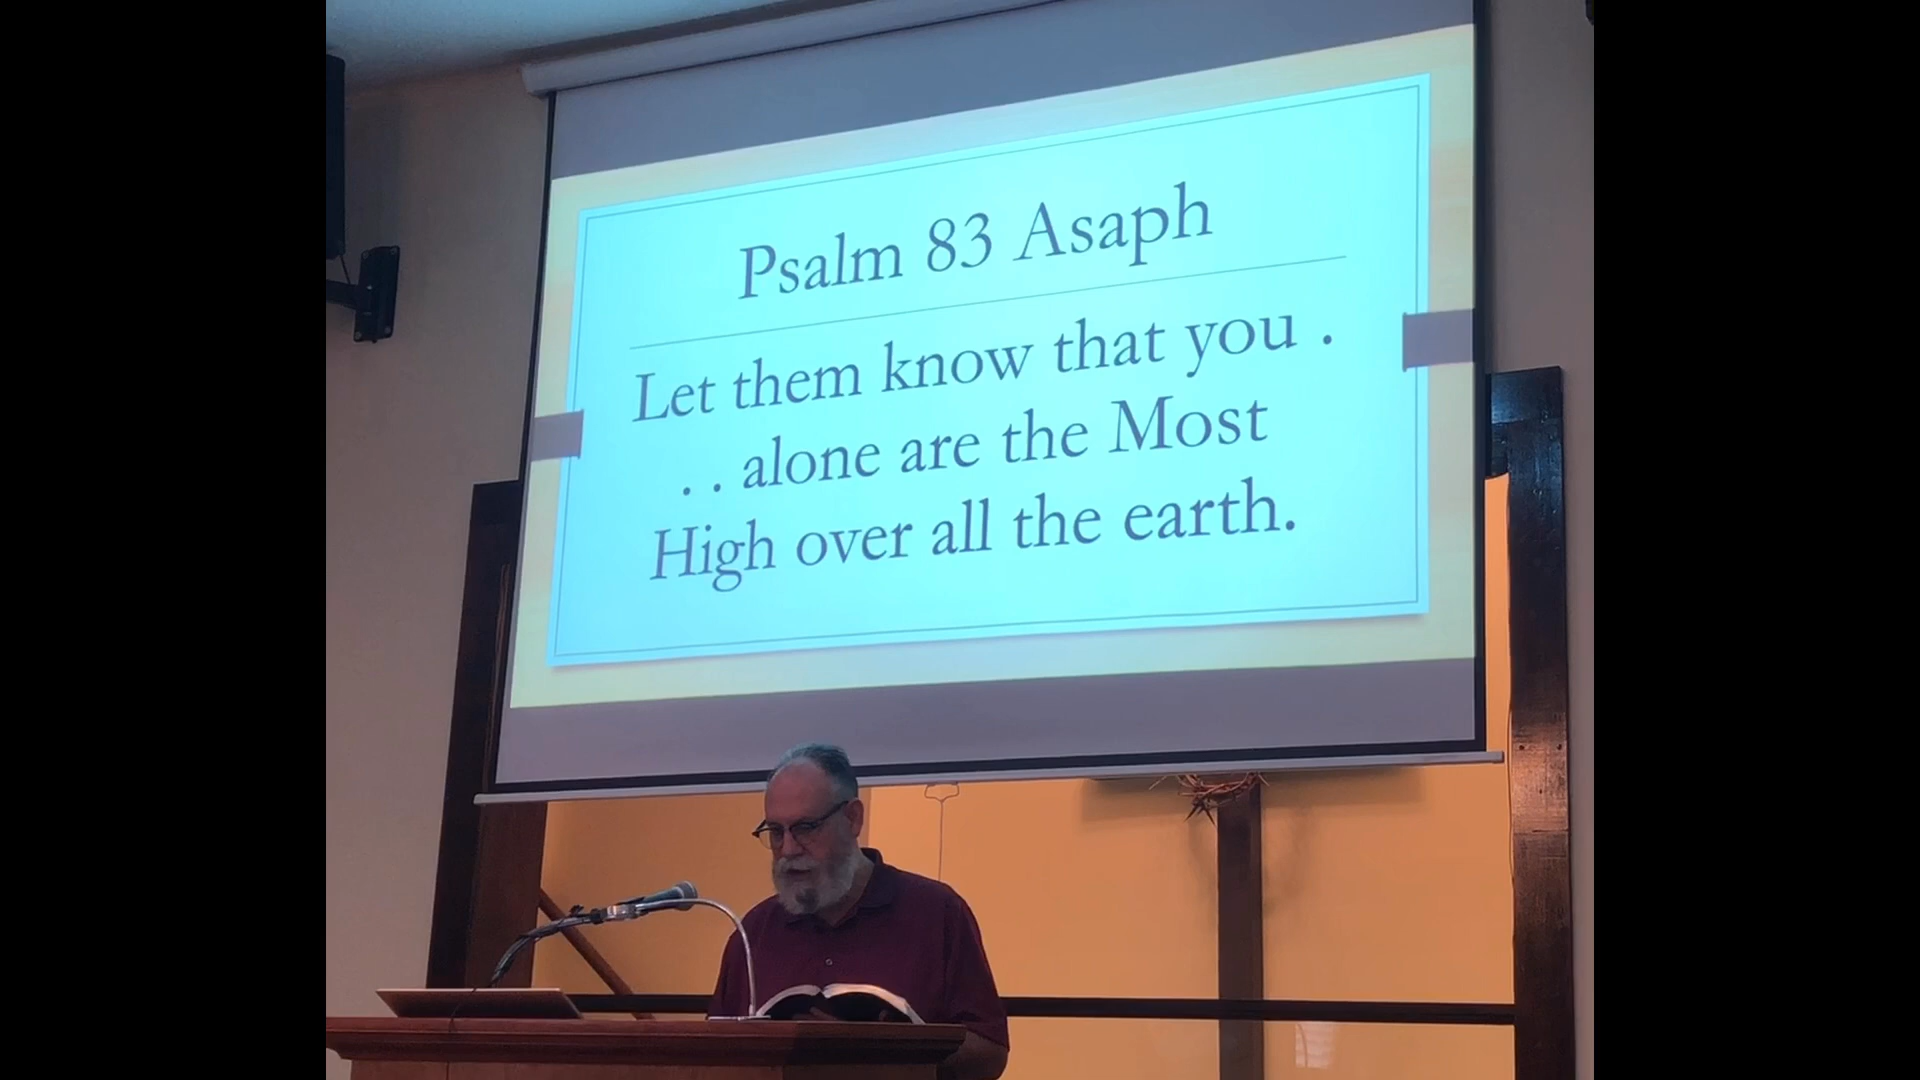 Psalm 83 Asaph
Let them know that you .
. . alone are the Most
High over all the earth.